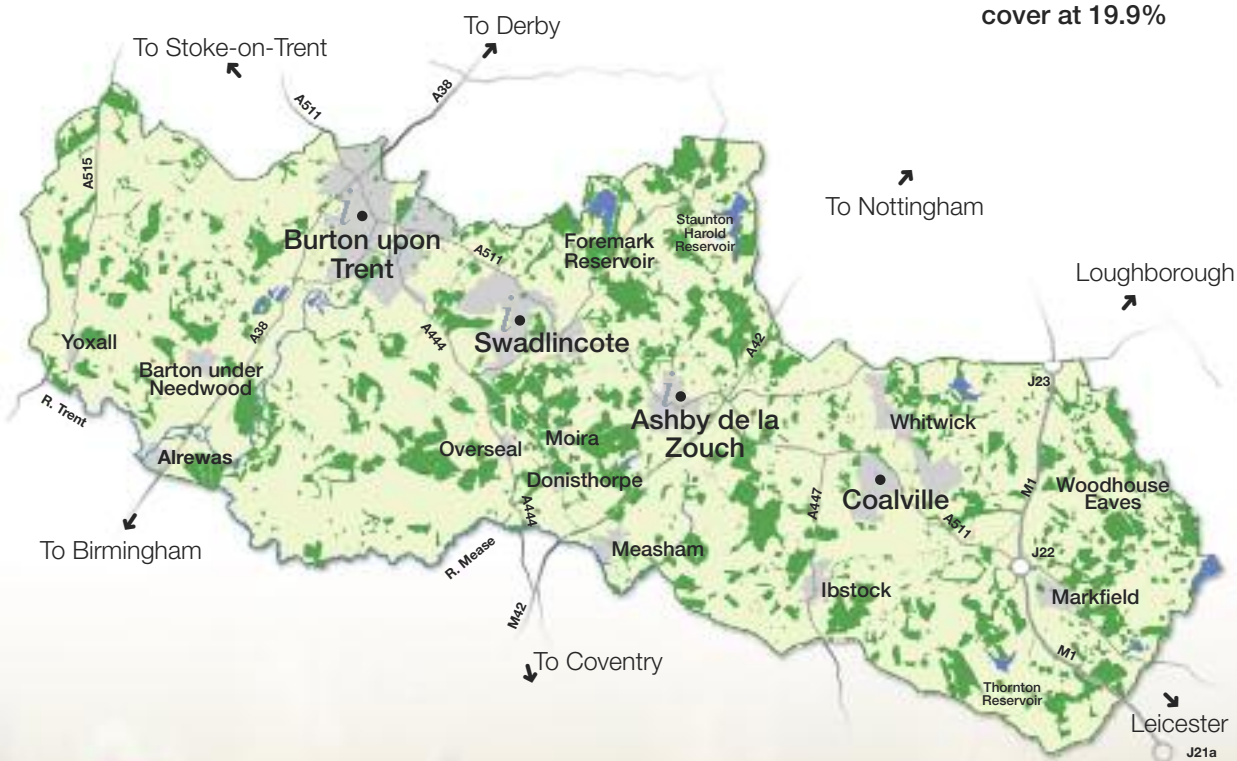 cover at 19.9%
To Derby
To Stoke-on-Trent
A38
A511
A515
To Nottingham
i
Burton upon
Trent
Staunton
Harold
Reservoir
Foremark
Reservoir
A511
Loughborough
A38
A444
i
Swadlincote
A42
Yoxall
Barton under
Needwood
R. Trent
J23
i
Ashby de la
Zouch
Whitwick
Alrewas
Overseal
Moira
Donisthorpe
A444
A447
Coalville
A511
M1
Woodhouse
Eaves
To Birmingham
R. Mease
Measham
J22
Ibstock
Markfield
M42
To Coventry
M1
Thornton
Reservoir
Leicester
J21a